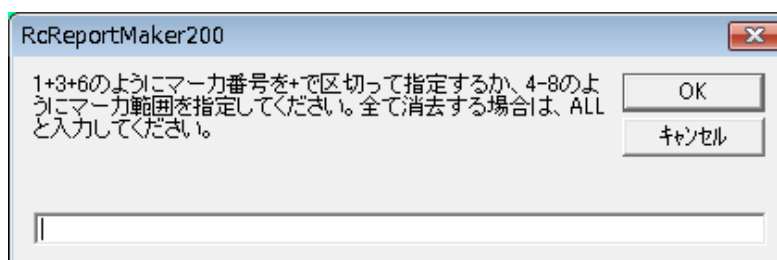 RcReportMaker200
1+3+6のようにマーカ番号を+で区切って指定するか、4-8のよ
うにマーカ範囲を指定してください。全て消去する場合は、ALL
と入力してください。
OK
キャンセル